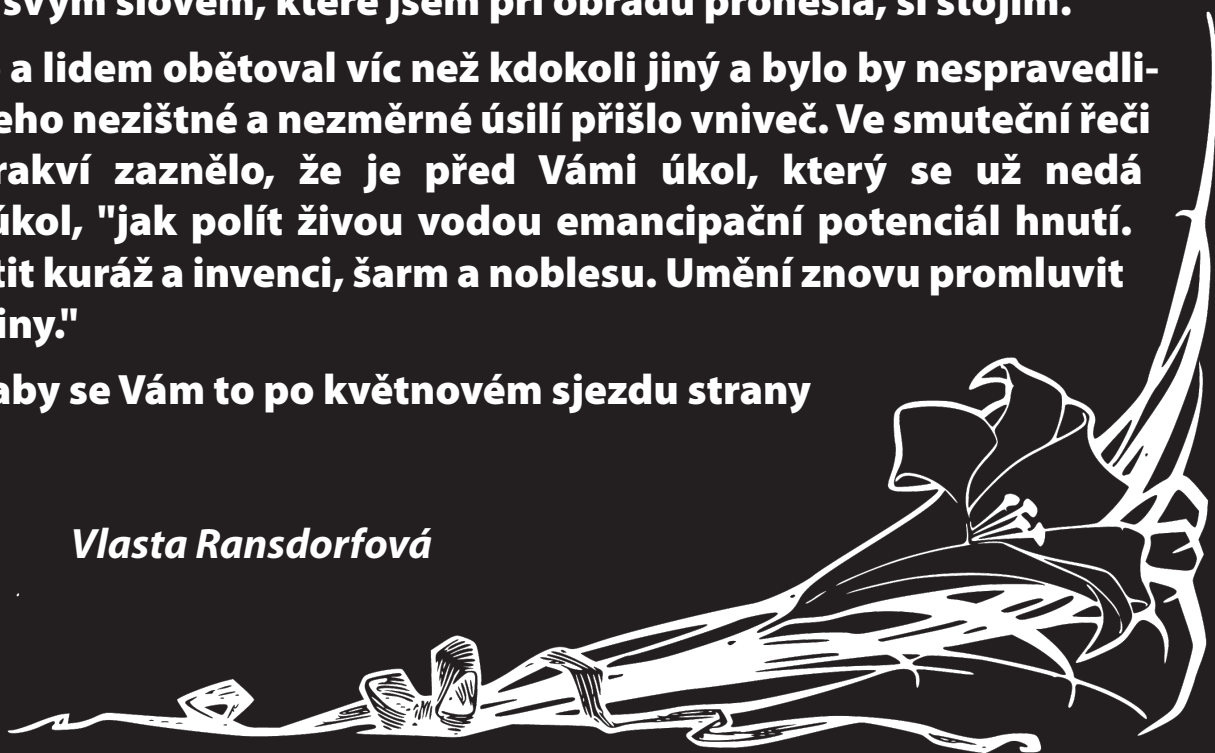 svým slovem, které jsem při obřadu pronesla, si stojím.
a lidem obětoval víc než kdokoli jiný a bylo by nespravedli-
eho nezištné a nezměrné úsilí přišlo vniveč. Ve smuteční řeči
rakví zaznělo, že je před Vámi úkol, který se už nedá
úkol, "jak polít živou vodou emancipační potenciál hnutí.
tit kuráž a invenci, šarm a noblesu. Umění znovu promluvit
iny."
aby se Vám to po květnovém sjezdu strany
Vlasta Ransdorfová